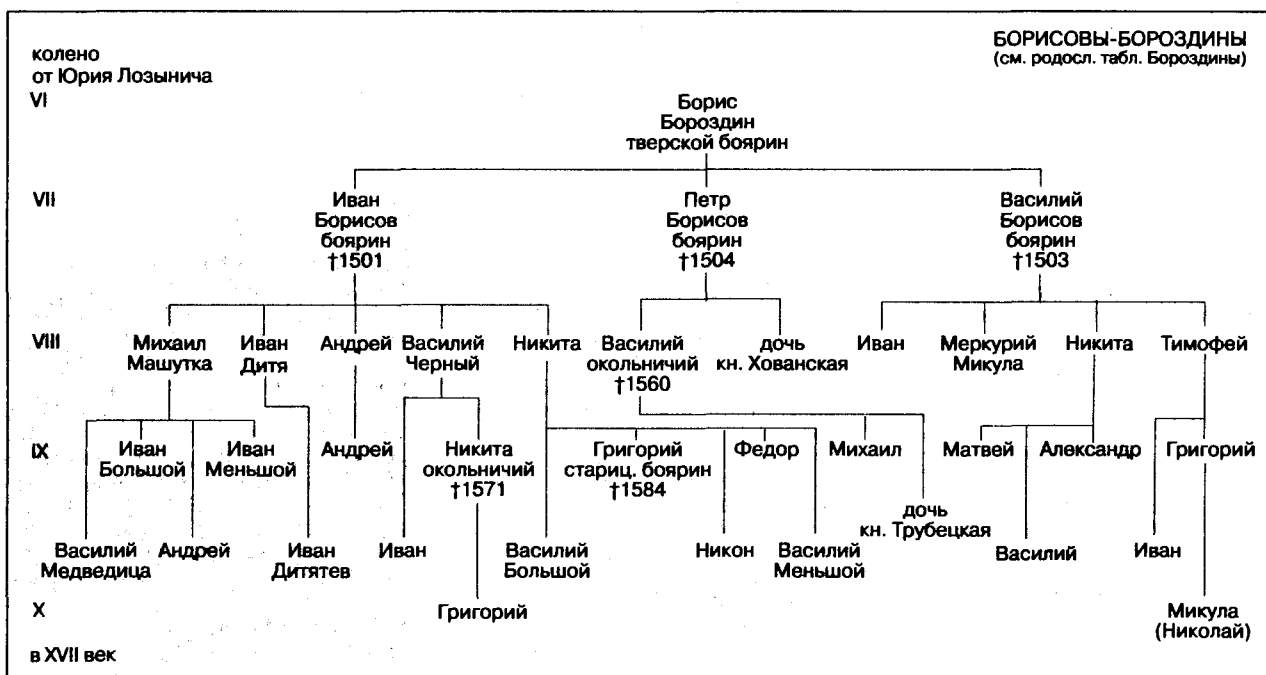 БОРИСОВЫ-БОРОЗДИНЫ
(см. родосл. табл. Бороздины)
колено
от Юрия Лозынича
VI
Борис
Бороздин
тверской боярин
VII
Иван
Борисов
боярин
†1501
Петр
Борисов
боярин
†1504
Василий
Борисов
боярин
†1503
VIII
Михаил
Машутка
Иван
Дитя
Андрей
Василий
Черный
Никита
Василий
окольничий
†1560
дочь
кн. Хованская
Иван
Меркурий
Микула
Никита
Тимофей
IX
Иван
Большой
Иван
Меньшой
Андрей
Никита
окольничий
†1571
Григорий
стариц. боярин
†1584
Федор
Михаил
Матвей
Александр
Григорий
Василий
Медведица
Андрей
Иван
Дитятев
Иван
Василий
Большой
Никон
Василий
Меньшой
дочь
кн. Трубецкая
Василий
Иван
X
Григорий
Микула
(Николай)
в XVII век